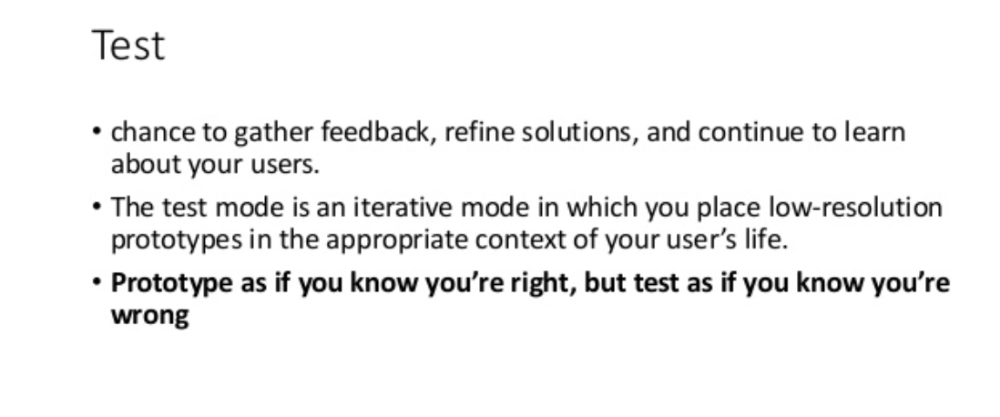 Test
• chance to gather feedback, refine solutions, and continue to learn
about your users.
• The test mode is an iterative mode in which you place low-resolution
prototypes in the appropriate context of your user’s life.
• Prototype as if you know you’re right, but test as if you know you’re
wrong